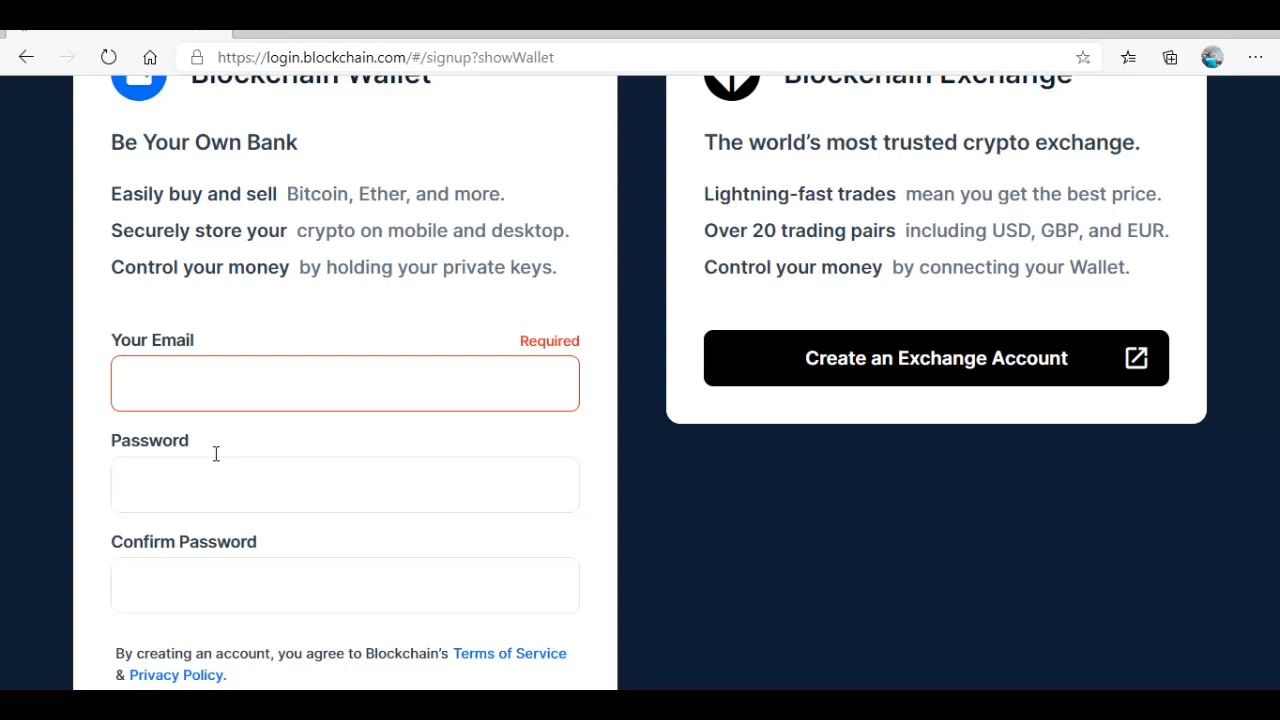 https://login.blockchain.com/#/signup?showWallet
Blockchain Wallet
Be Your Own Bank
Easily buy and sell Bitcoin, Ether, and more.
Securely store your crypto on mobile and desktop.
Control your money by holding your private keys.
Your Email Required
Password
Confirm Password
By creating an account, you agree to Blockchain's Terms of Service
& Privacy Policy.
Blockchain Exchange
The world's most trusted crypto exchange.
Lightning-fast trades mean you get the best price.
Over 20 trading pairs including USD, GBP, and EUR.
Control your money by connecting your Wallet.
Create an Exchange Account